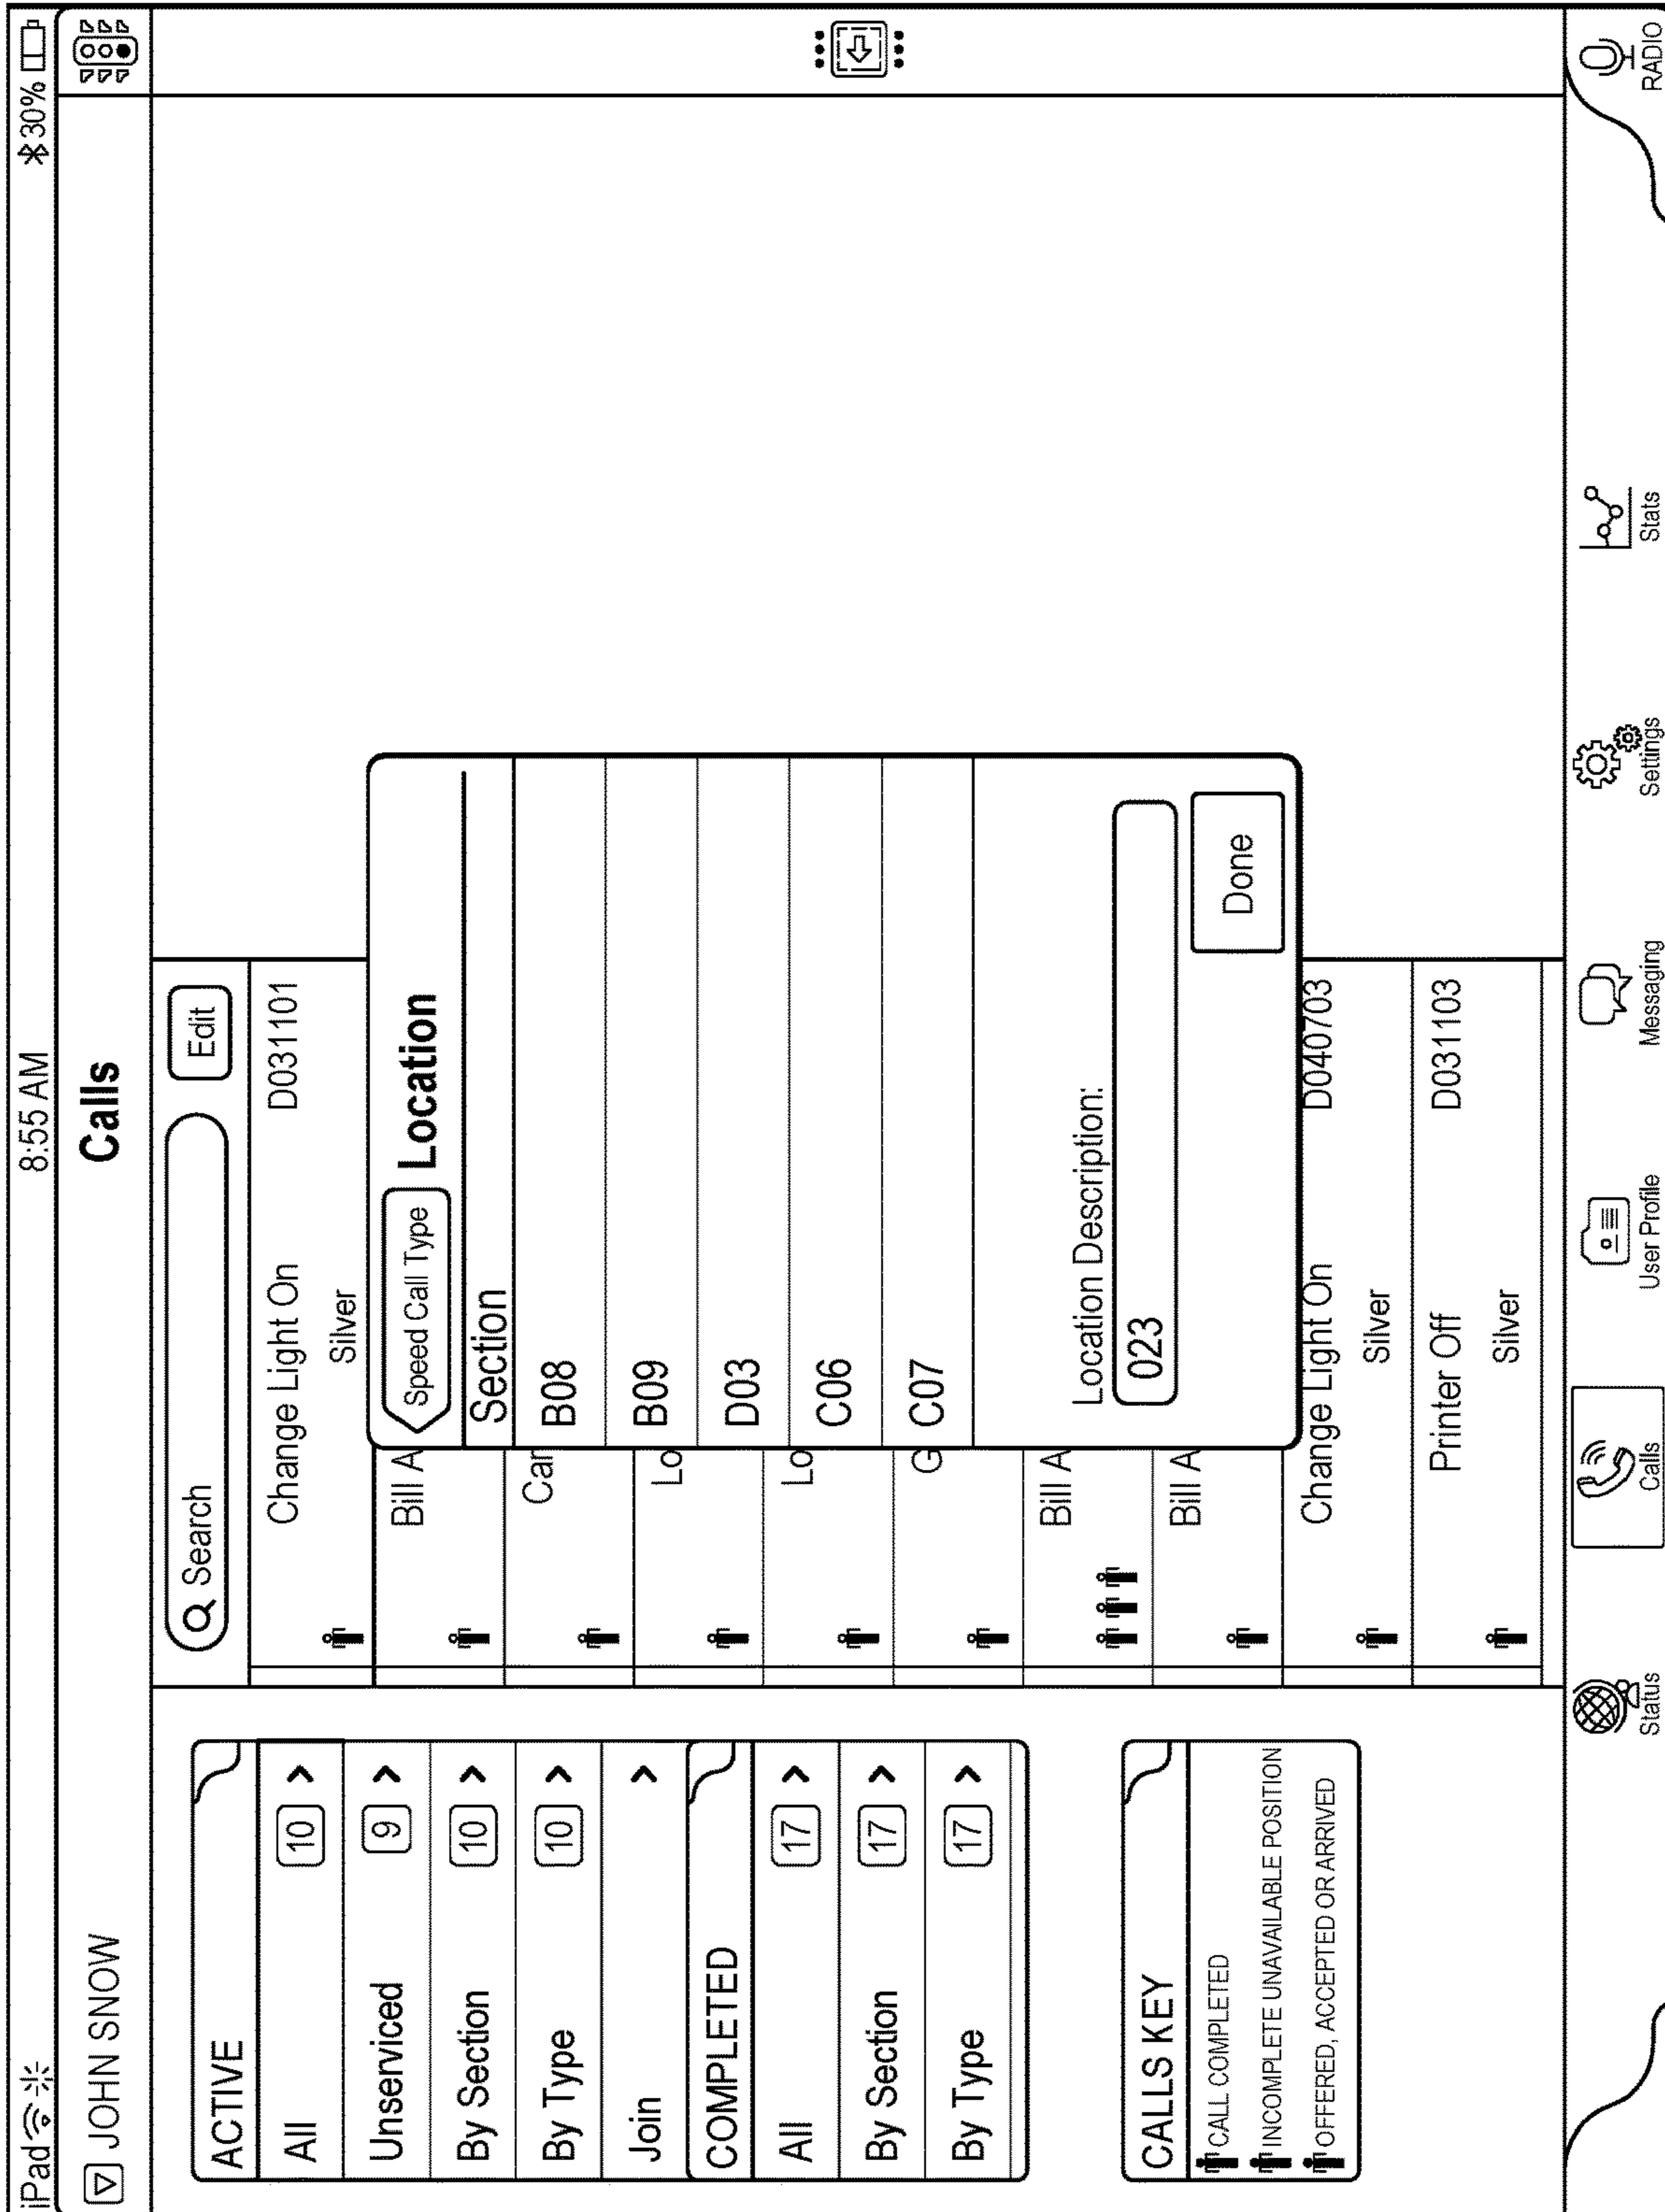 iPad 8:55 AM 30%
JOHN SNOW Calls
ACTIVE
All 10 >
Unserviced 9 >
By Section 10 >
By Type 10 >
Join >
COMPLETED
All 17 >
By Section 17 >
By Type 17 >
CALLS KEY
CALL COMPLETED
INCOMPLETE UNAVAILABLE POSITION
OFFERED, ACCEPTED OR ARRIVED
Search Edit
Change Light On D031101
Silver
Bill A
Car
Lo
Lo
G
Bill A
Bill A
Change Light On D040703
Silver
Printer Off D031103
Silver
Speed Call Type Location
Section
B08
B09
D03
C06
C07
Location Description:
023
Done
Status Calls User Profile Messaging Settings Stats RADIO